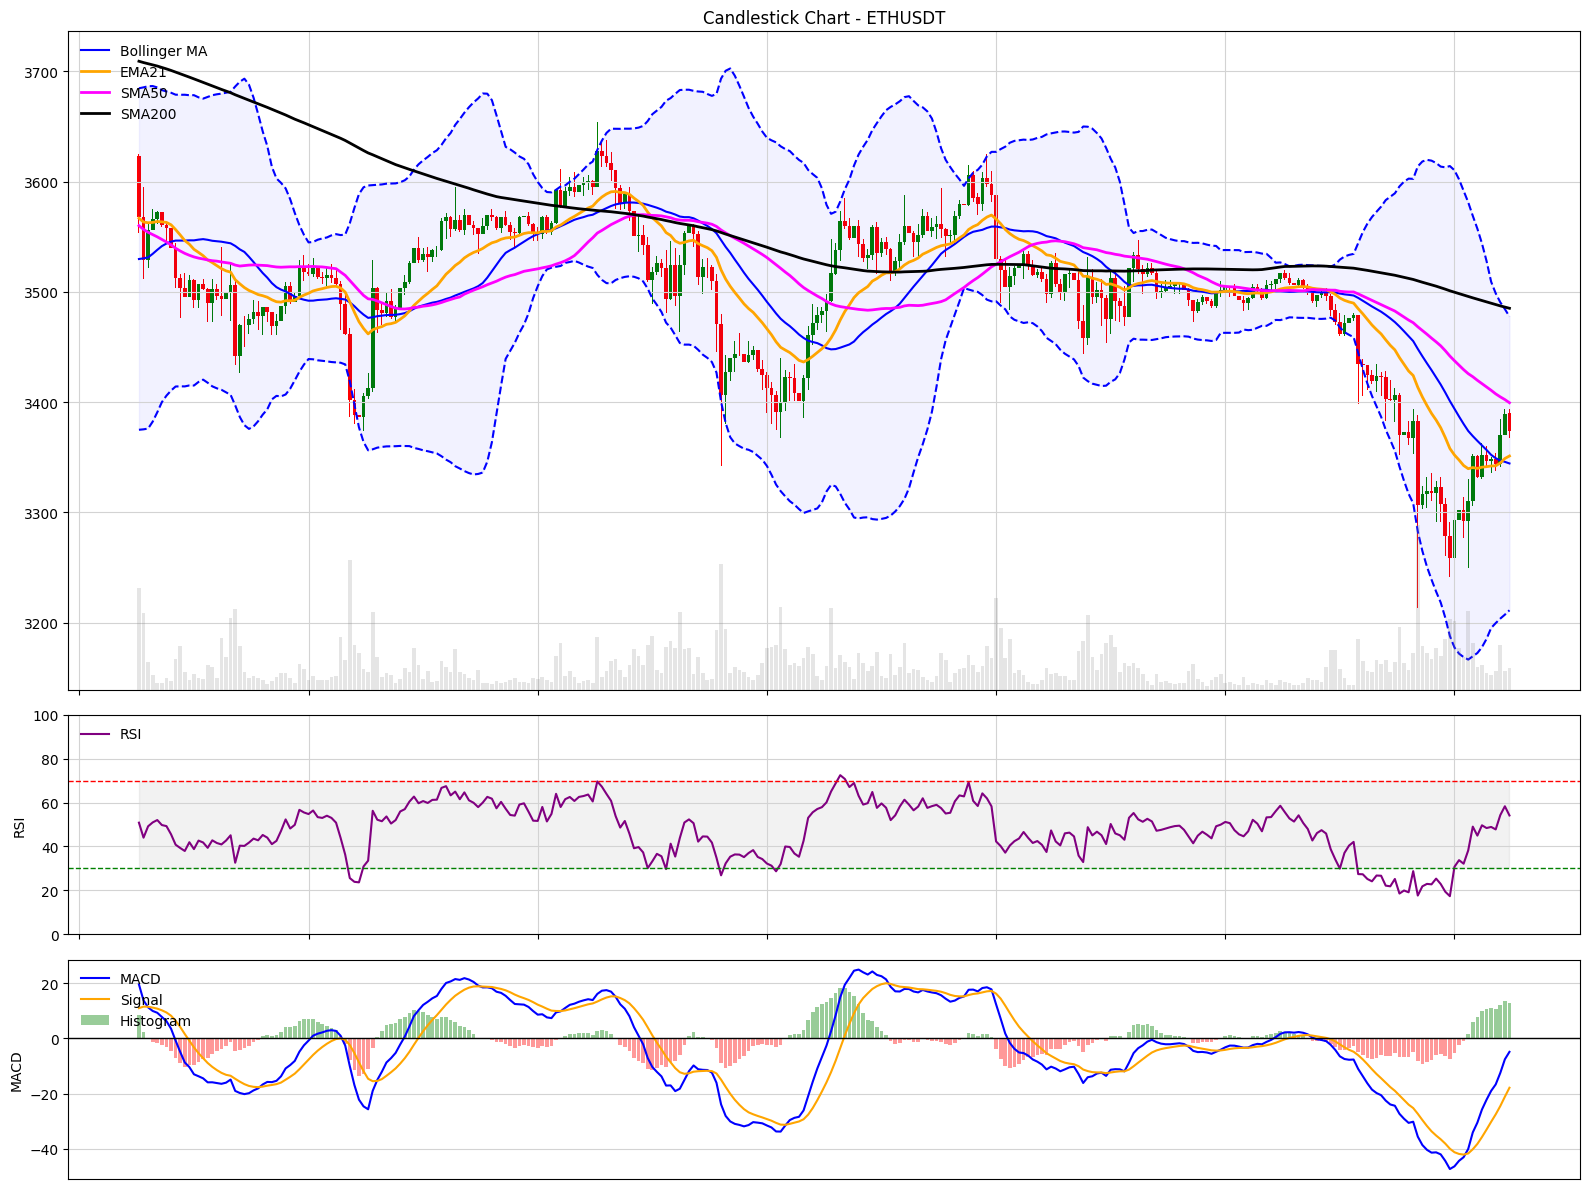 Candlestick Chart - ETHUSDT
Bollinger MA
EMA21
SMA50
SMA200
3700
3600
3500
3400
3300
3200
RSI
100
80
60
40
20
0
RSI
MACD
Signal
Histogram
20
0
−20
−40
MACD